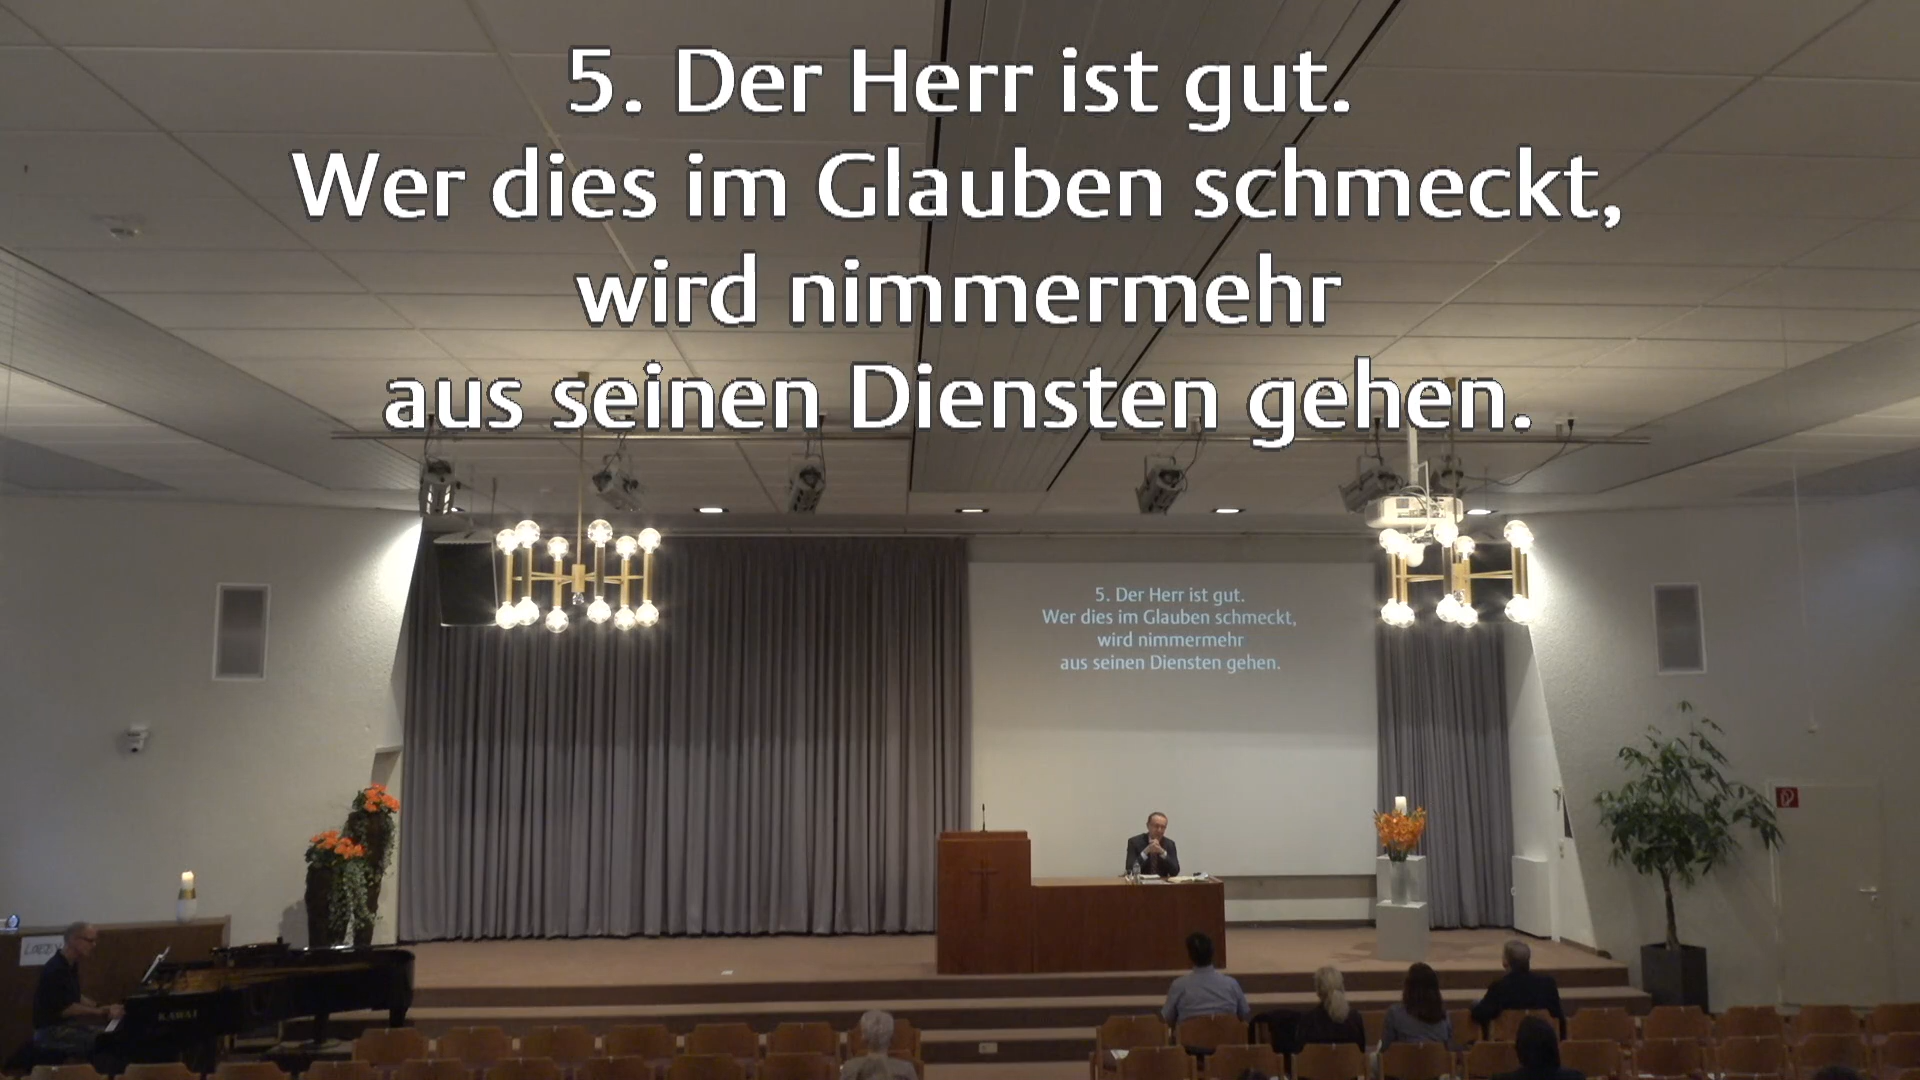 5. Der Herr ist gut.
Wer dies im Glauben schmeckt,
wird nimmermehr
aus seinen Diensten gehen.
5. Der Herr ist gut.
Wer dies im Glauben schmeckt,
wird nimmermehr
aus seinen Diensten gehen.
KAWAI